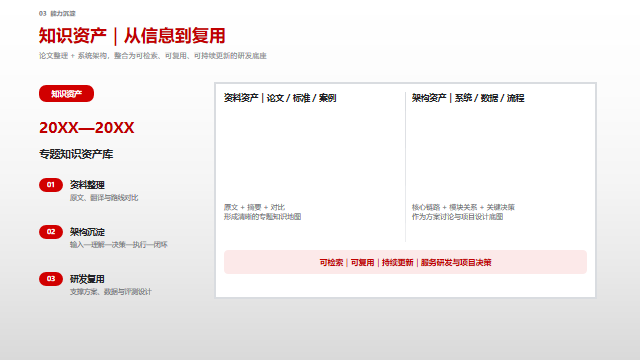 03 能力沉淀
知识资产｜从信息到复用
论文整理 + 系统架构，整合为可检索、可复用、可持续更新的研发底座
知识资产
20XX—20XX
专题知识资产库
01 资料整理
原文、翻译与路线对比
02 架构沉淀
输入—理解—决策—执行—闭环
03 研发复用
支撑方案、数据与评测设计
资料资产｜论文 / 标准 / 案例
原文 + 摘要 + 对比
形成清晰的专题知识地图
架构资产｜系统 / 数据 / 流程
核心链路 + 模块关系 + 关键决策
作为方案讨论与项目设计底图
可检索｜可复用｜持续更新｜服务研发与项目决策